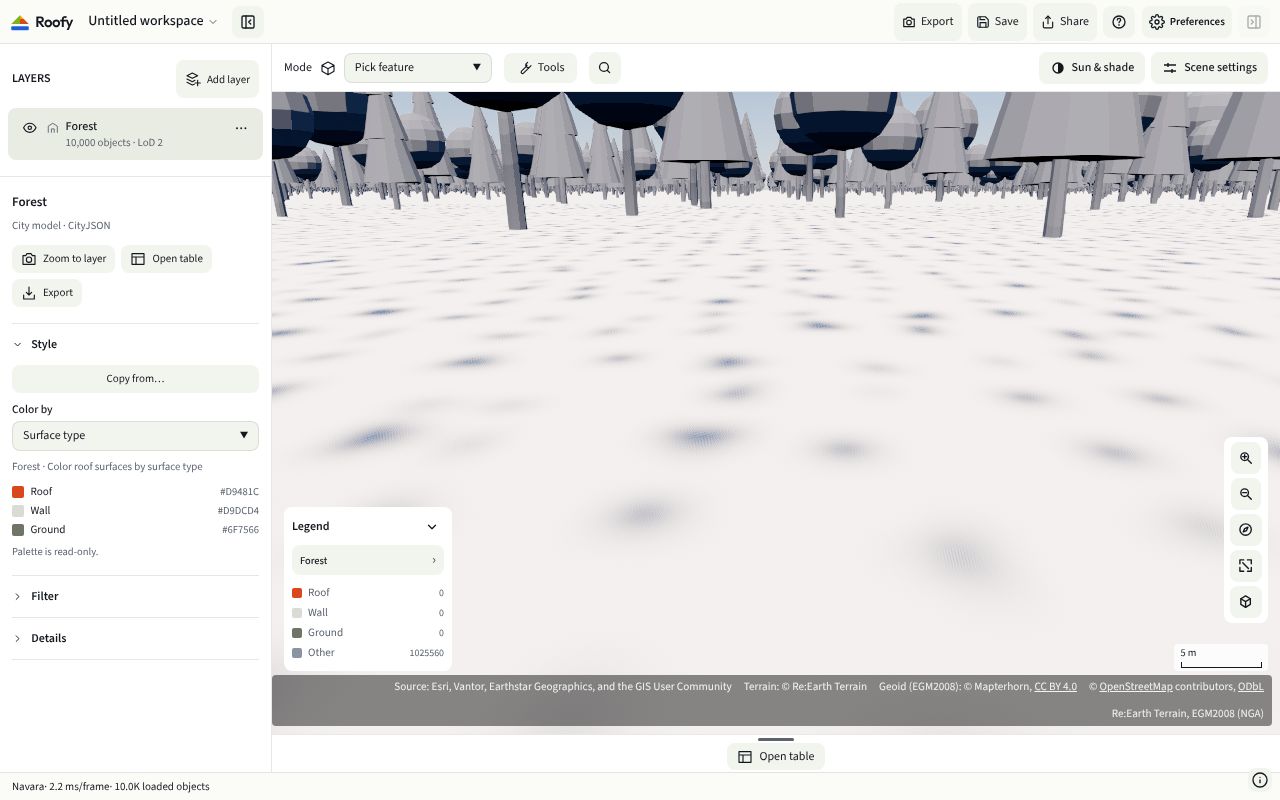 Roofy
Untitled workspace
Export
Save
Share
Preferences
LAYERS
Add layer
Mode
Pick feature
Tools
Sun & shade
Scene settings
Forest
10,000 objects · LoD 2
Forest
City model · CityJSON
Zoom to layer
Open table
Export
Style
Copy from…
Color by
Surface type
Forest · Color roof surfaces by surface type
Roof #D9481C
Wall #D9DCD4
Ground #6F7566
Palette is read-only.
Filter
Details
Legend
Forest
Roof 0
Wall 0
Ground 0
Other 1025560
5 m
Source: Esri, Vantor, Earthstar Geographics, and the GIS User Community Terrain: © Re:Earth Terrain Geoid (EGM2008): © Mapterhorn, CC BY 4.0 © OpenStreetMap contributors, ODbL
Re:Earth Terrain, EGM2008 (NGA)
Open table
Navara· 2.2 ms/frame· 10.0K loaded objects